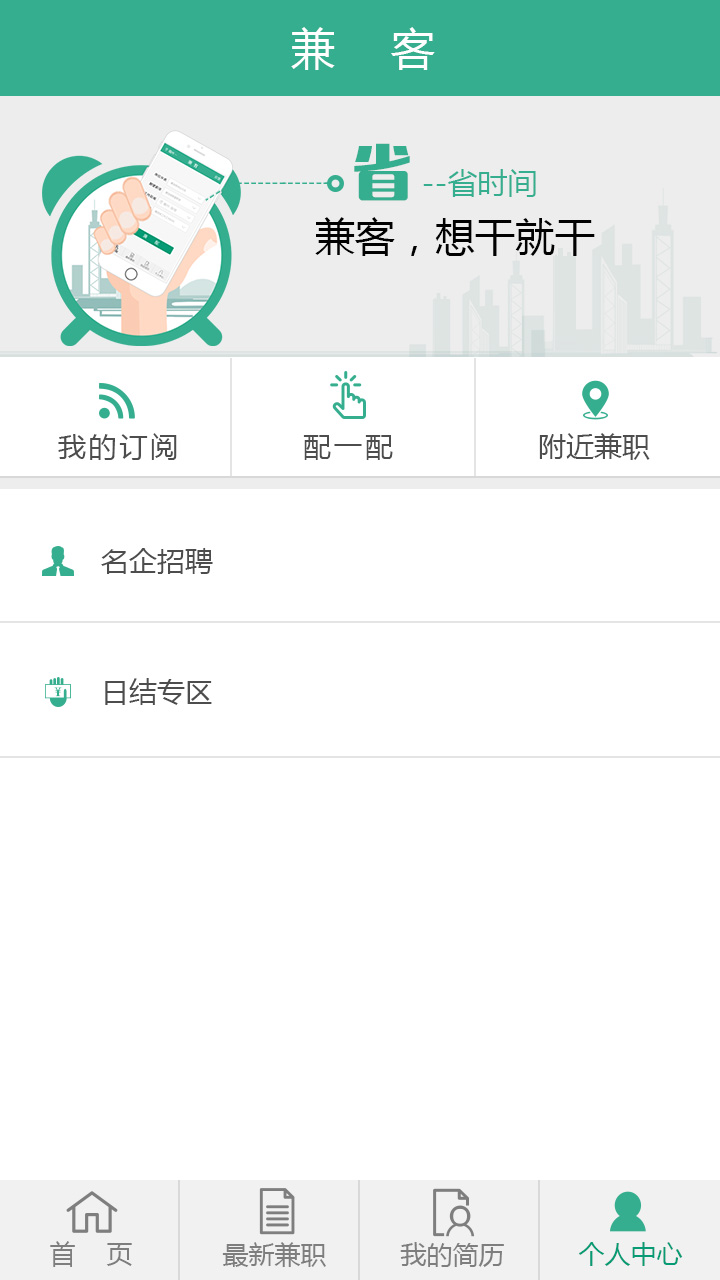 兼 客
省 --省时间
兼客，想干就干
我的订阅 配一配 附近兼职
名企招聘
日结专区
首 页 最新兼职 我的简历 个人中心